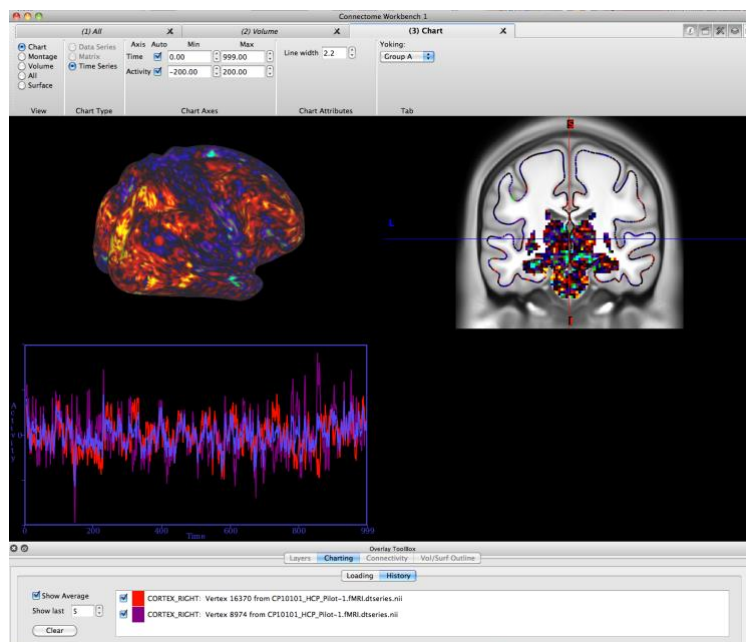 Connectome Workbench 1
(1) All
(2) Volume
(3) Chart
Chart
Montage
Volume
All
Surface
View
Data Series
Matrix
Time Series
Chart Type
Axis Auto Min Max
Time 0.00 999.00
Activity -200.00 200.00
Chart Axes
Line width 2.2
Chart Attributes
Yoking:
Group A
Tab
S
L
I
Activity
0
0 200 400 600 800 999
Time
Overlay ToolBox
Layers Charting Connectivity Vol/Surf Outline
Loading History
Show Average
Show last 5
Clear
CORTEX_RIGHT: Vertex 16370 from CP10101_HCP_Pilot-1.fMRI.dtseries.nii
CORTEX_RIGHT: Vertex 8974 from CP10101_HCP_Pilot-1.fMRI.dtseries.nii